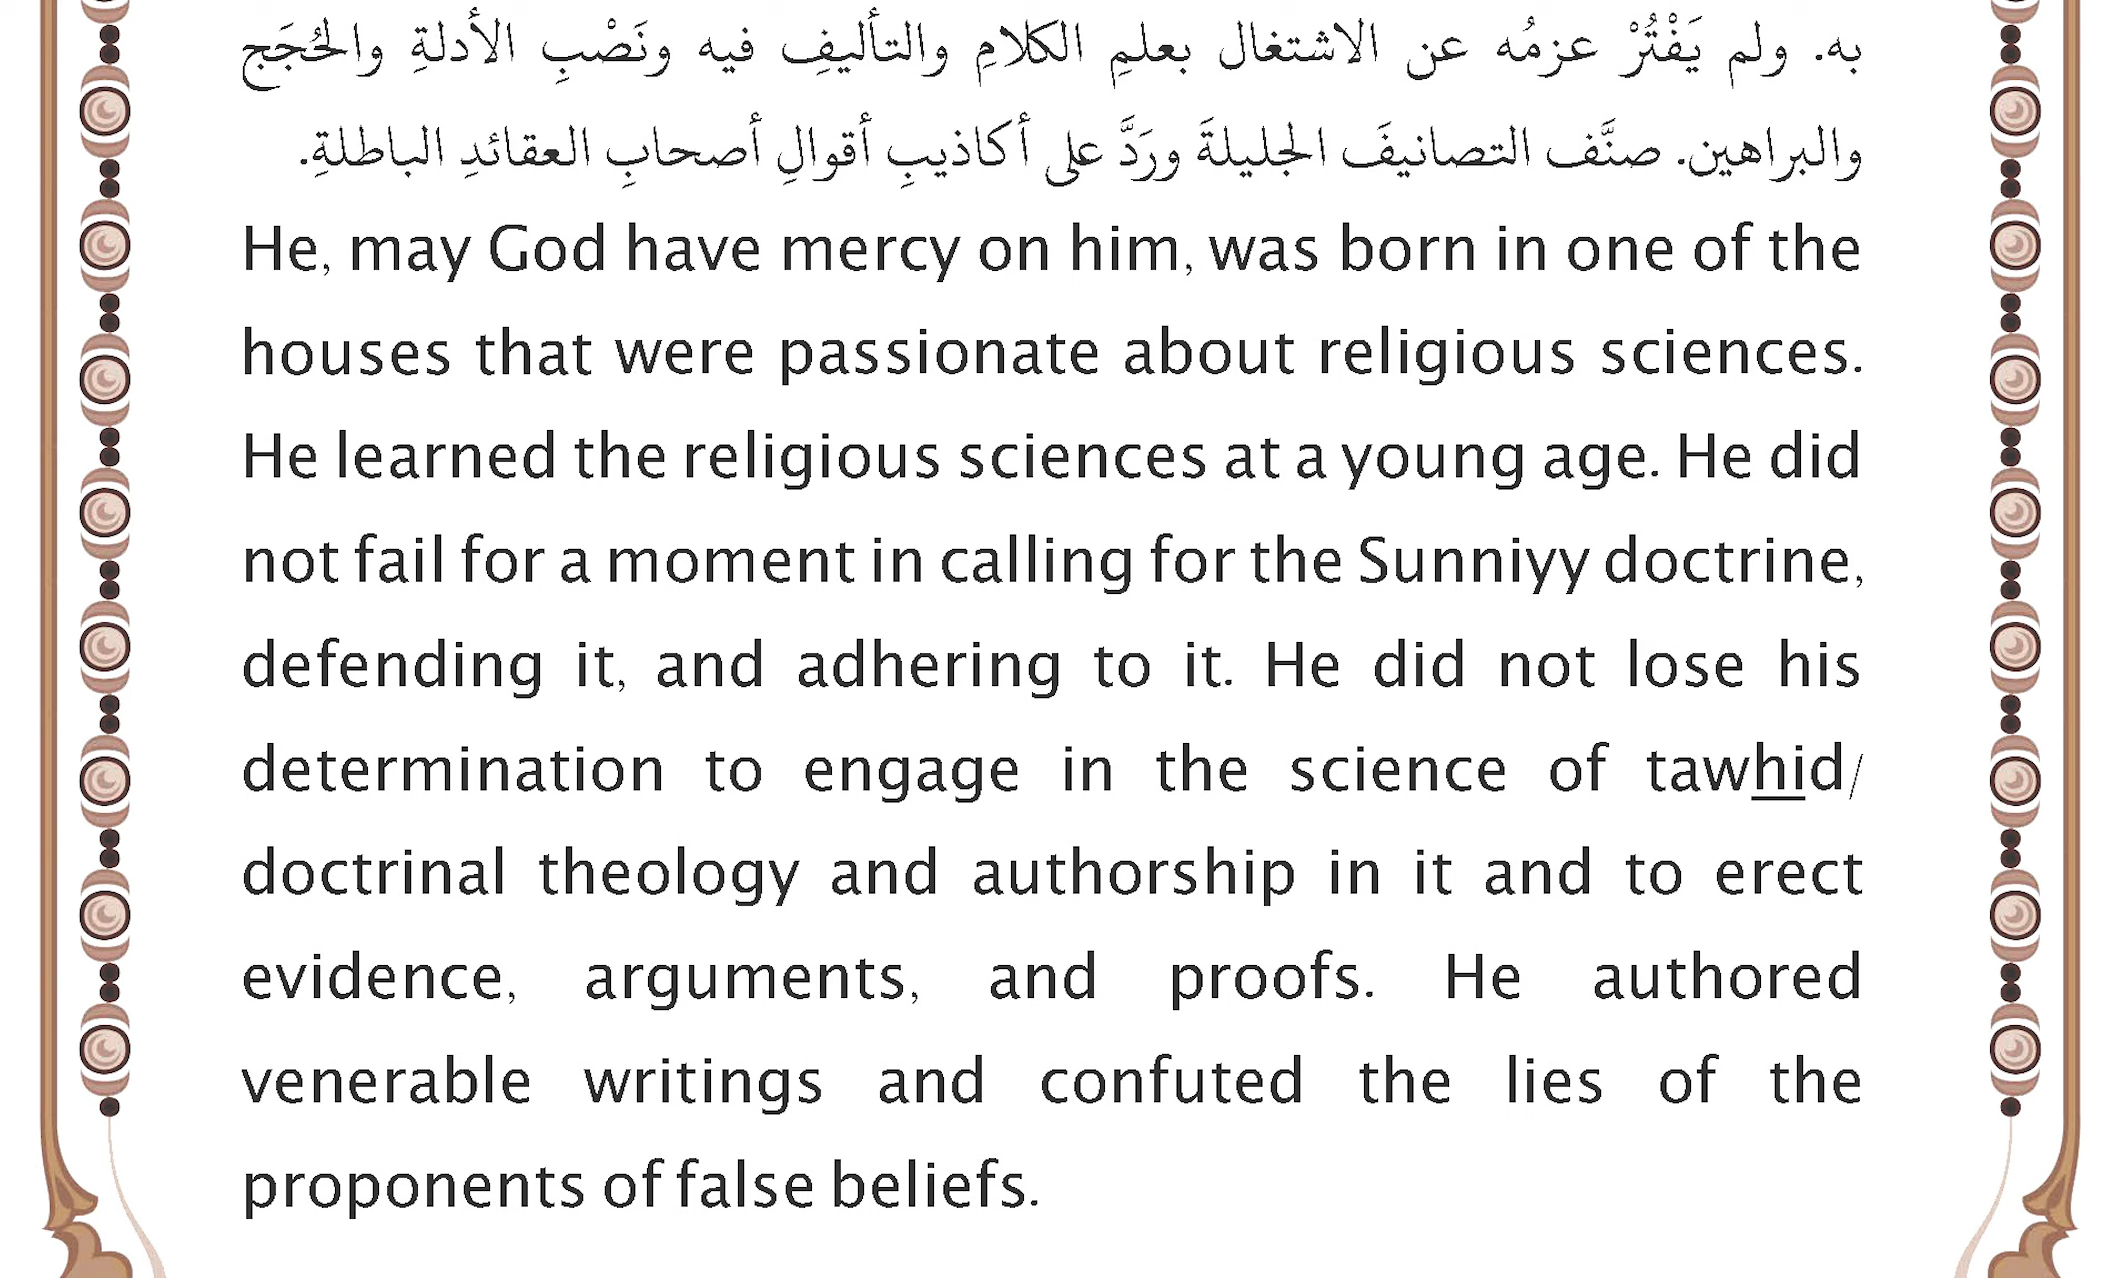 به. ولم يَفْتُرْ عزمُه عن الاشتغال بعلمِ الكلامِ والتأليفِ فيه ونَصْبِ الأدلةِ والحُجَج
والبراهين. صنَّف التصانيفَ الجليلةَ ورَدَّ على أكاذيبِ أقوالِ أصحابِ العقائدِ الباطلةِ.
He, may God have mercy on him, was born in one of the
houses that were passionate about religious sciences.
He learned the religious sciences at a young age. He did
not fail for a moment in calling for the Sunniyy doctrine,
defending it, and adhering to it. He did not lose his
determination to engage in the science of tawhid/
doctrinal theology and authorship in it and to erect
evidence, arguments, and proofs. He authored
venerable writings and confuted the lies of the
proponents of false beliefs.